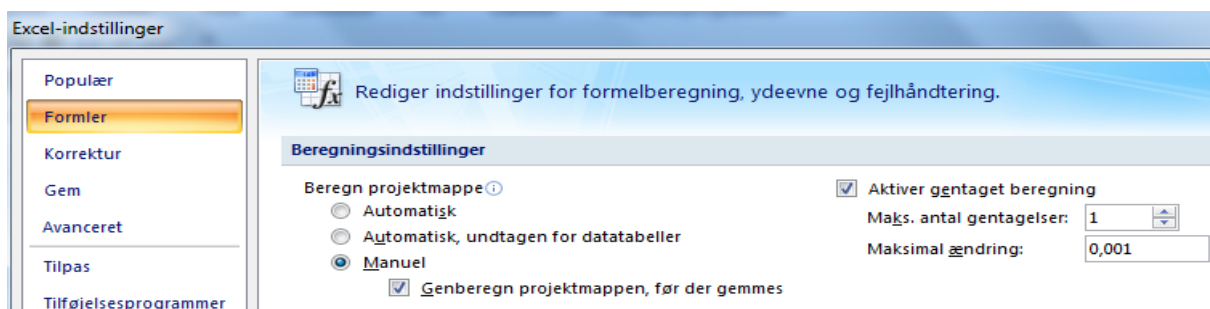 Excel-indstillinger
Populær
Formler
Korrektur
Gem
Avanceret
Tilpas
Tilføjelsesprogrammer
fx Rediger indstillinger for formelberegning, ydeevne og fejlhåndtering.
Beregningsindstillinger
Beregn projektmappe
Automatisk
Automatisk, undtagen for datatabeller
Manuel
Genberegn projektmappen, før der gemmes
Aktiver gentaget beregning
Maks. antal gentagelser: 1
Maksimal ændring: 0,001